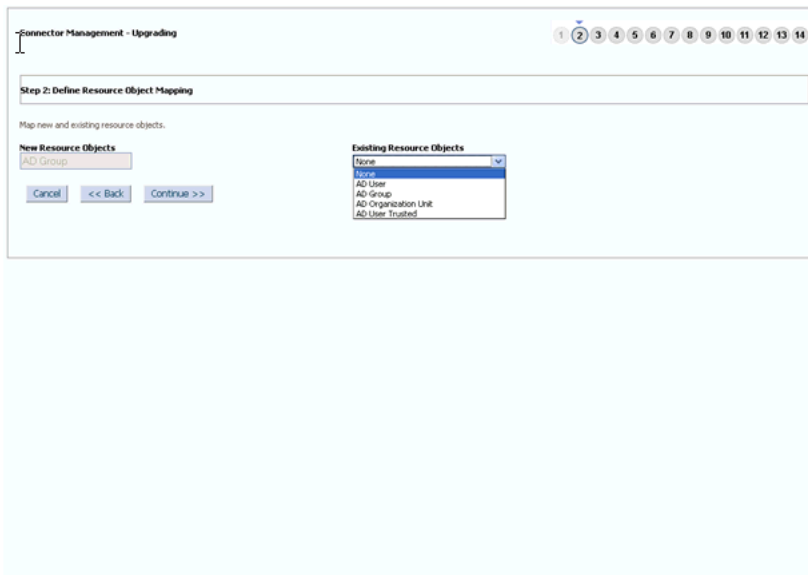 Connector Management - Upgrading
1 2 3 4 5 6 7 8 9 10 11 12 13 14
Step 2: Define Resource Object Mapping
Map new and existing resource objects.
New Resource Objects Existing Resource Objects
AD Group None
None
AD User
AD Group
AD Organization Unit
AD User Trusted
Cancel << Back Continue >>